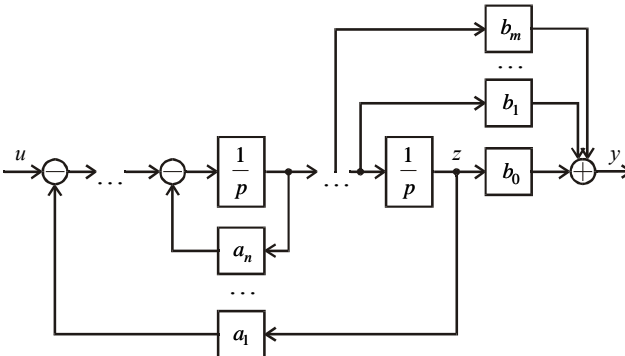 b_m
...
b_1
u
− ... −
1/p
...
1/p
z
b_0
+
y
a_n
...
a_1